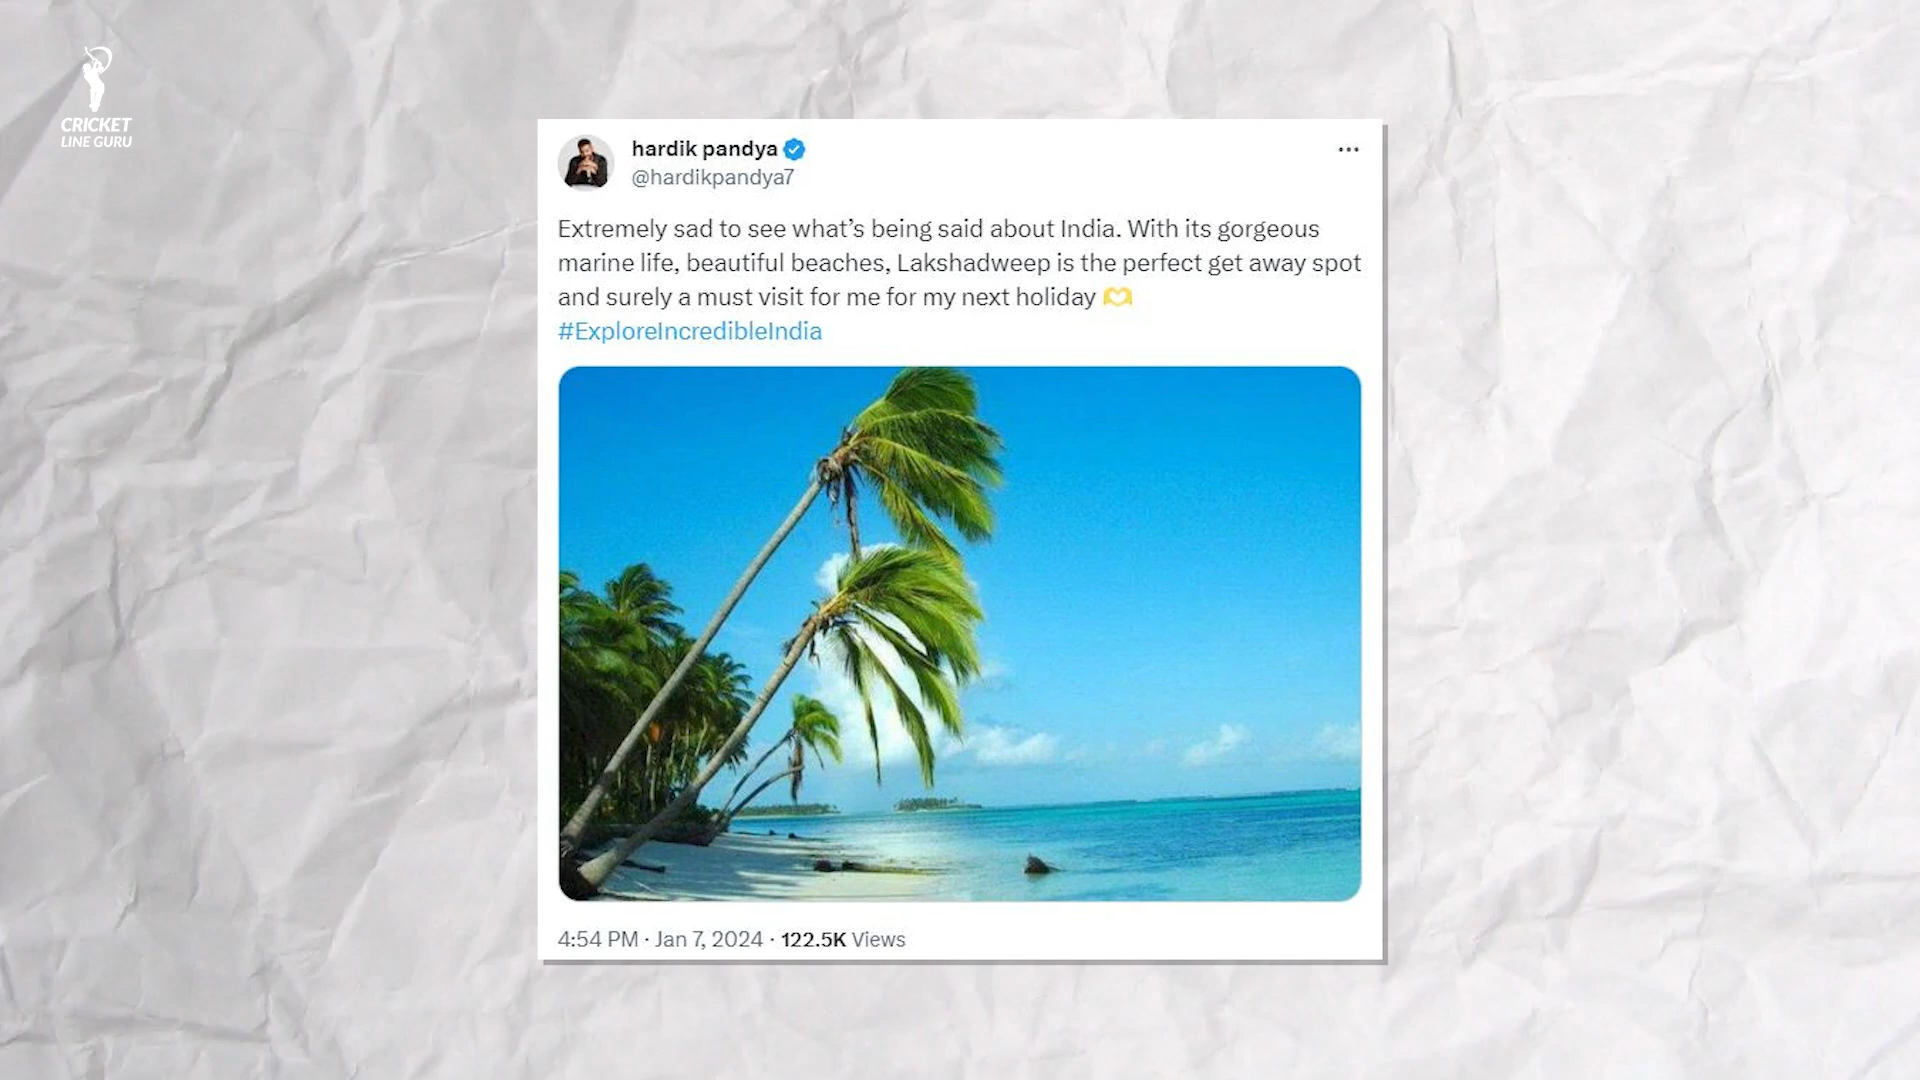 CRICKET
LINE GURU
hardik pandya
@hardikpandya7
Extremely sad to see what’s being said about India. With its gorgeous
marine life, beautiful beaches, Lakshadweep is the perfect get away spot
and surely a must visit for me for my next holiday 🫶
#ExploreIncredibleIndia
4:54 PM · Jan 7, 2024 · 122.5K Views